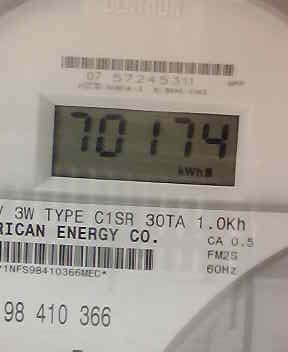 07 57245311
70174
kWh
V 3W TYPE C1SR 30TA 1.0Kh
RICAN ENERGY CO.
CA 0.5
FM2S
*1NFS98410366MEC*
60Hz
98 410 366